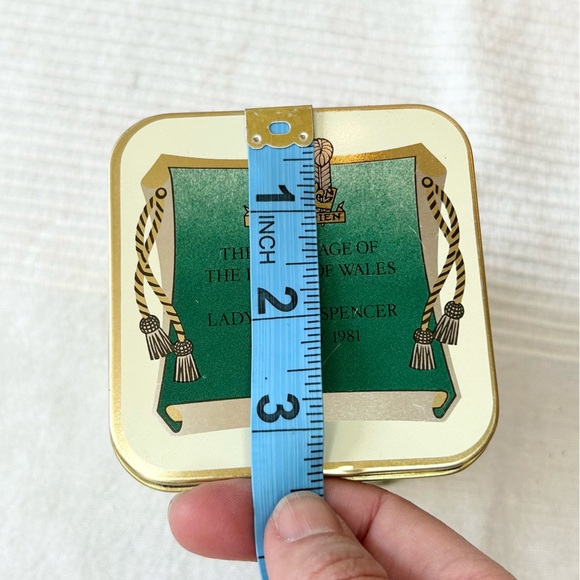 1
INCH
2
3
IEN
THE AGE OF
THE OF WALES
LADY SPENCER
1981